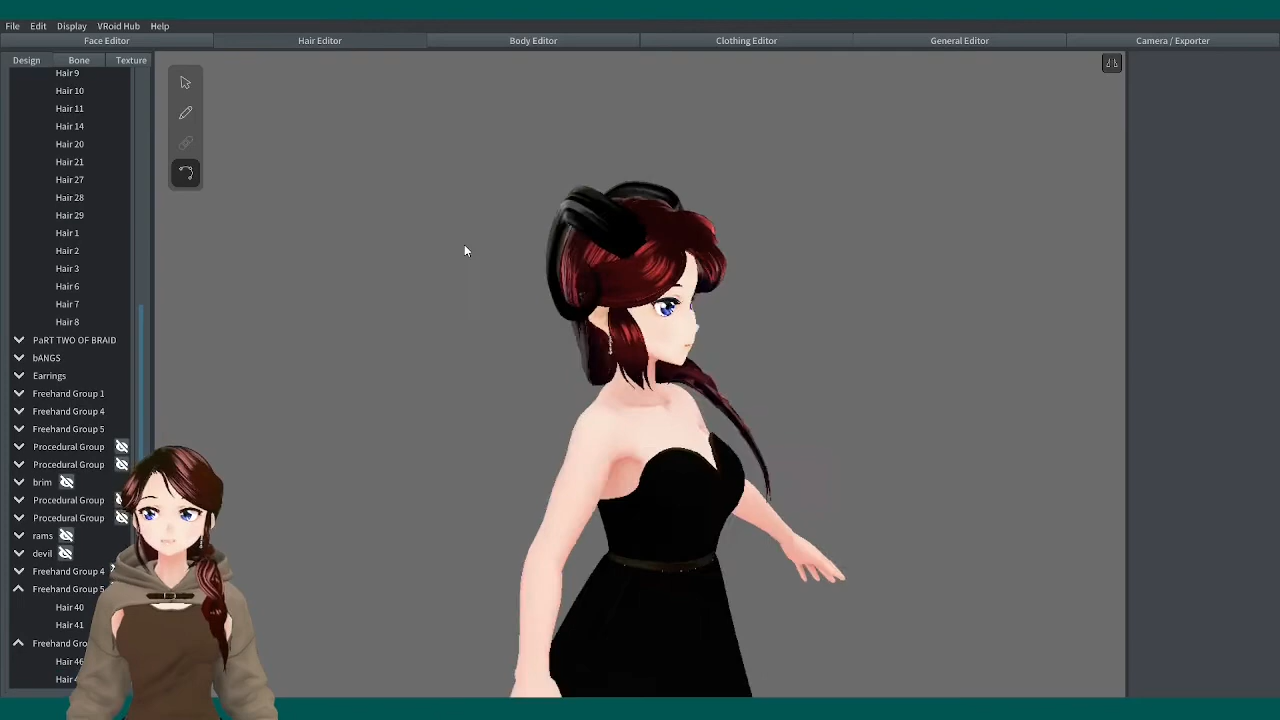 File Edit Display VRoid Hub Help
Face Editor Hair Editor Body Editor Clothing Editor General Editor Camera / Exporter
Design Bone Texture
Hair 9
Hair 10
Hair 11
Hair 14
Hair 20
Hair 21
Hair 27
Hair 28
Hair 29
Hair 1
Hair 2
Hair 3
Hair 6
Hair 7
Hair 8
PaRT TWO OF BRAID
bANGS
Earrings
Freehand Group 1
Freehand Group 4
Freehand Group 5
Procedural Group
Procedural Group
brim
Procedural Group
Procedural Group
rams
devil
Freehand Group 4
Freehand Group 5
Hair 40
Hair 41
Freehand Gro
Hair 46
Hair 4